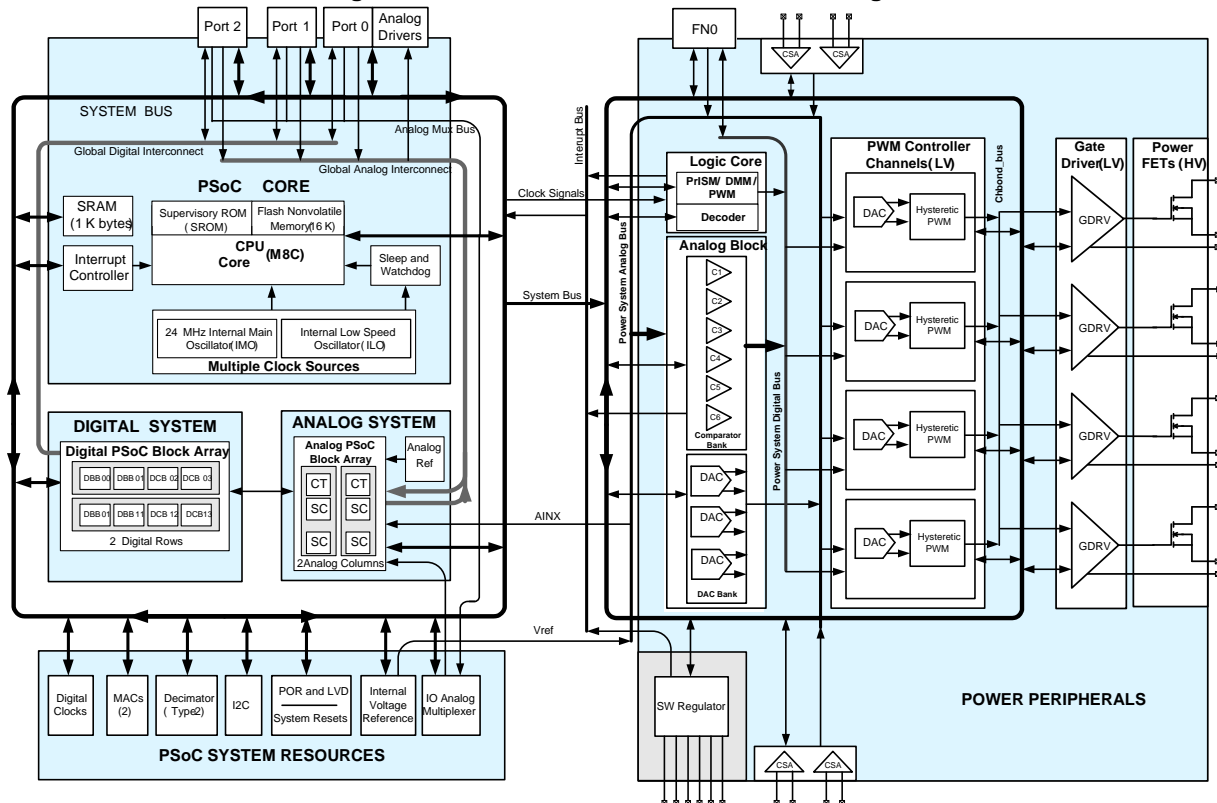 Port 2
Port 1
Port 0
Analog
Drivers
SYSTEM BUS
Analog Mux Bus
Global Digital Interconnect
Global Analog Interconnect
PSoC CORE
SRAM
(1 K bytes)
Supervisory ROM
(SROM)
Flash Nonvolatile
Memory(16 K)
CPU (M8C)
Core
Interrupt
Controller
Sleep and
Watchdog
24 MHz Internal Main
Oscillator(IMO)
Internal Low Speed
Oscillator(ILO)
Multiple Clock Sources
DIGITAL SYSTEM
Digital PSoC Block Array
DBB 00
DBB 01
DCB 02
DCB 03
DBB 01
DBB 11
DCB 12
DCB13
2 Digital Rows
ANALOG SYSTEM
Analog PSoC
Block Array
Analog
Ref
CT
CT
SC
SC
SC
SC
2Analog Columns
Digital
Clocks
MACs
(2)
Decimator
(Type2)
I2C
POR and LVD
System Resets
Internal
Voltage
Reference
IO Analog
Multiplexer
PSoC SYSTEM RESOURCES
Clock Signals
System Bus
AINX
Vref
Interupt Bus
FN0
CSA
CSA
Power System Analog Bus
Logic Core
PrISM/ DMM/
PWM
Decoder
Analog Block
C1
C2
C3
C4
C5
C6
Comparator
Bank
DAC
DAC
DAC
DAC Bank
Power System Digital Bus
PWM Controller
Channels(LV)
DAC
Hysteretic
PWM
DAC
Hysteretic
PWM
DAC
Hysteretic
PWM
DAC
Hysteretic
PWM
Chbond_bus
Gate
Driver(LV)
GDRV
GDRV
GDRV
GDRV
Power
FETs (HV)
SW Regulator
CSA
CSA
POWER PERIPHERALS